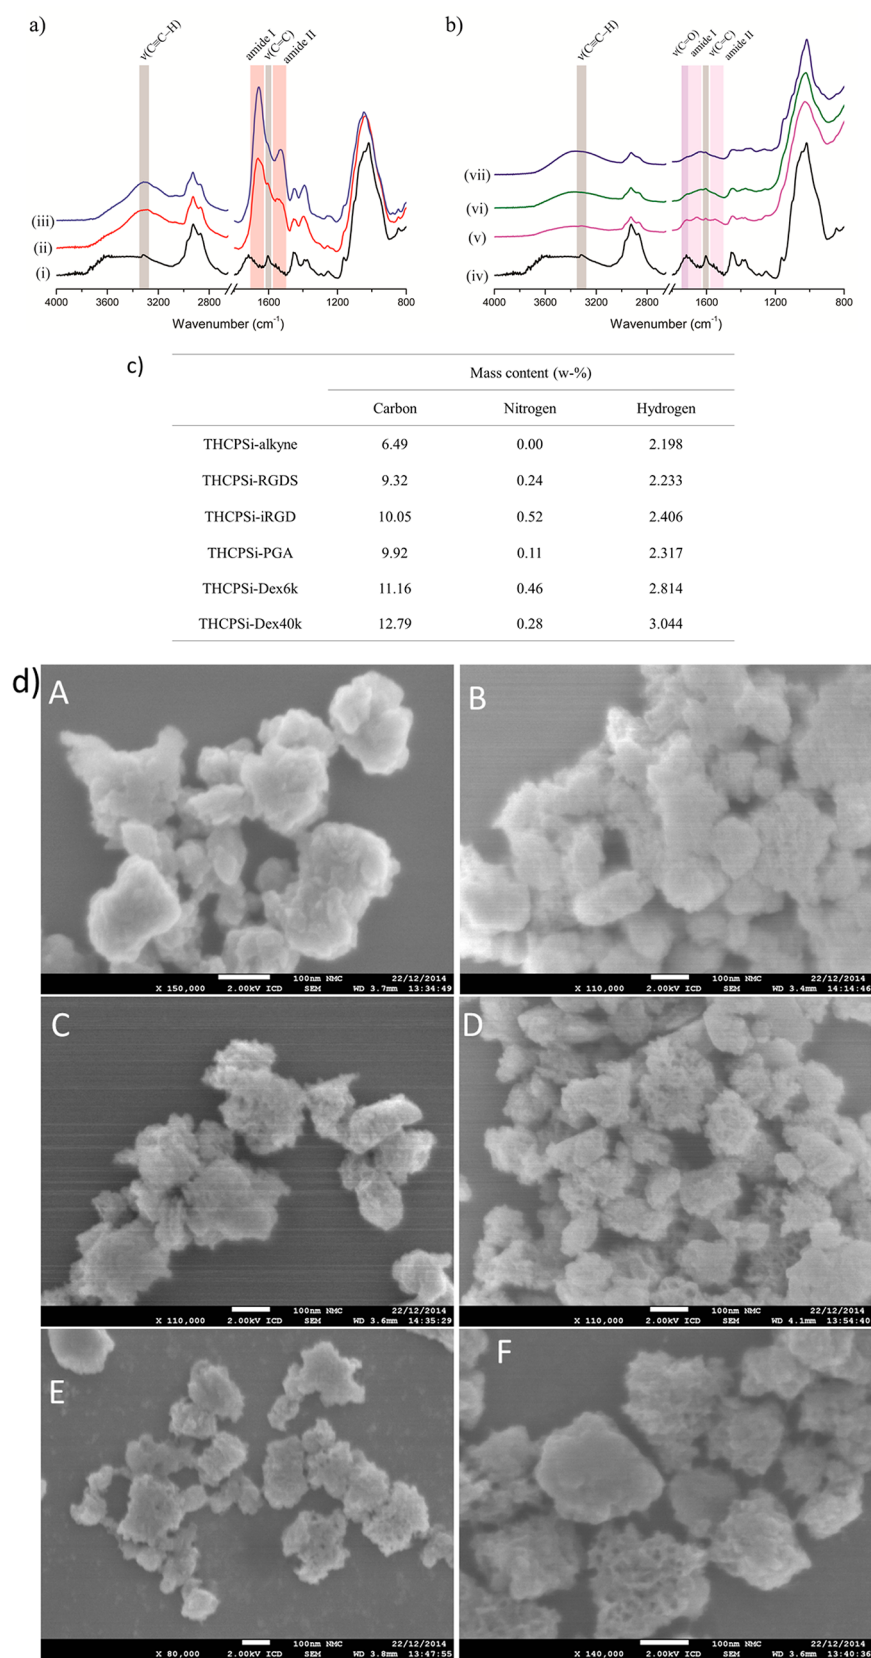 a)
ν(C≡C–H)
amide I
ν(C=C)
amide II
(iii)
(ii)
(i)
4000 3600 3200 2800 1600 1200 800
Wavenumber (cm⁻¹)
b)
ν(C≡C–H)
ν(C=O)
amide I
ν(C=C)
amide II
(vii)
(vi)
(v)
(iv)
4000 3600 3200 2800 1600 1200 800
Wavenumber (cm⁻¹)
c)
Mass content (w-%)
Carbon Nitrogen Hydrogen
THCPSi-alkyne 6.49 0.00 2.198
THCPSi-RGDS 9.32 0.24 2.233
THCPSi-iRGD 10.05 0.52 2.406
THCPSi-PGA 9.92 0.11 2.317
THCPSi-Dex6k 11.16 0.46 2.814
THCPSi-Dex40k 12.79 0.28 3.044
d)
A
100nm NMC 22/12/2014
X 150,000 2.00kV ICD SEM WD 3.7mm 13:34:49
B
100nm NMC 22/12/2014
X 110,000 2.00kV ICD SEM WD 3.4mm 14:14:46
C
100nm NMC 22/12/2014
X 110,000 2.00kV ICD SEM WD 3.6mm 14:35:29
D
100nm NMC 22/12/2014
X 110,000 2.00kV ICD SEM WD 4.1mm 13:54:40
E
100nm NMC 22/12/2014
X 80,000 2.00kV ICD SEM WD 3.8mm 13:47:55
F
100nm NMC 22/12/2014
X 140,000 2.00kV ICD SEM WD 3.6mm 13:40:36